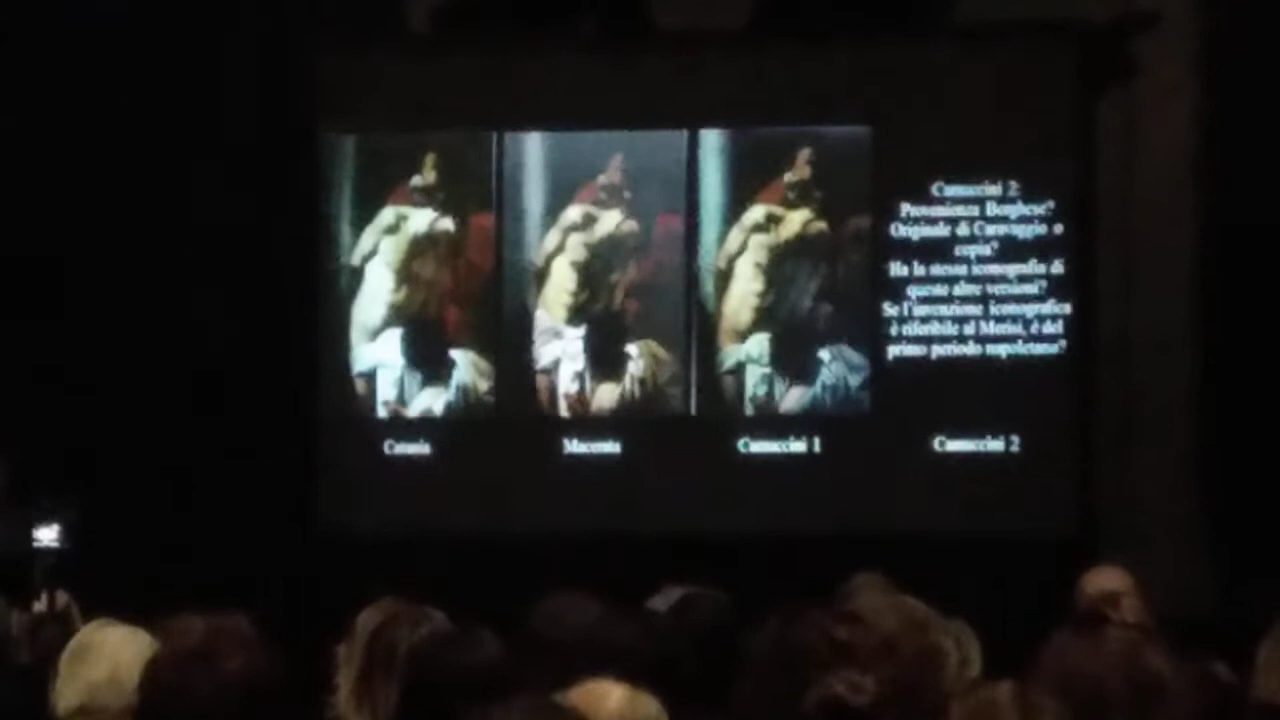 Camuccini 2:
Provenienza Borghese?
Originale di Caravaggio o
copia?
Ha la stessa iconografia di
queste altre versioni?
Se l'invenzione iconografica
è riferibile al Merisi, è del
primo periodo napoletano?
Catania
Macerata
Camuccini 1
Camuccini 2